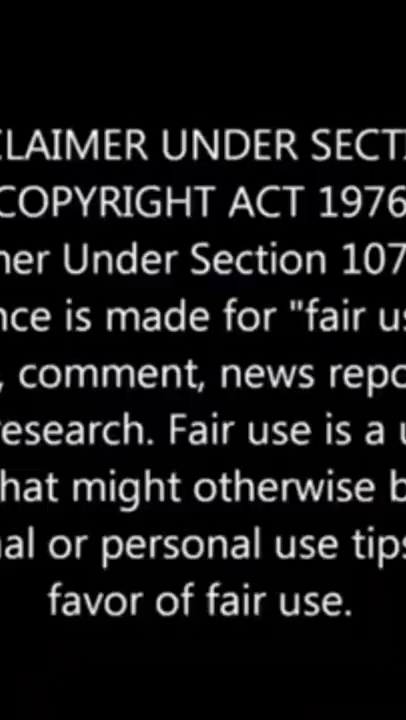 CLAIMER UNDER SECT
COPYRIGHT ACT 1976
ner Under Section 107
nce is made for "fair us
, comment, news repo
esearch. Fair use is a u
hat might otherwise b
al or personal use tips
favor of fair use.